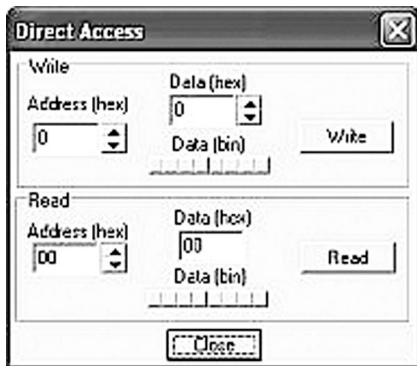 Direct Access
Write
Data (hex)
Address (hex)
0
0
Data (bin)
Write
Read
Data (hex)
Address (hex)
00
00
Data (bin)
Read
Close